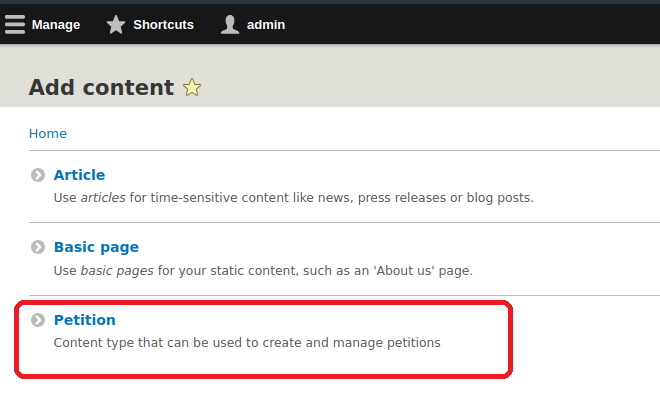 Manage Shortcuts admin
Add content
Home
Article
Use articles for time-sensitive content like news, press releases or blog posts.
Basic page
Use basic pages for your static content, such as an 'About us' page.
Petition
Content type that can be used to create and manage petitions